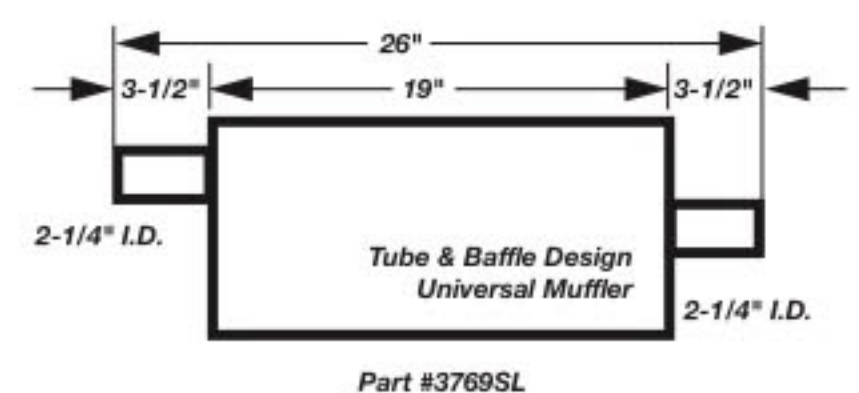 26"
3-1/2"
19"
3-1/2"
2-1/4" I.D.
Tube & Baffle Design
Universal Muffler
2-1/4" I.D.
Part #3769SL